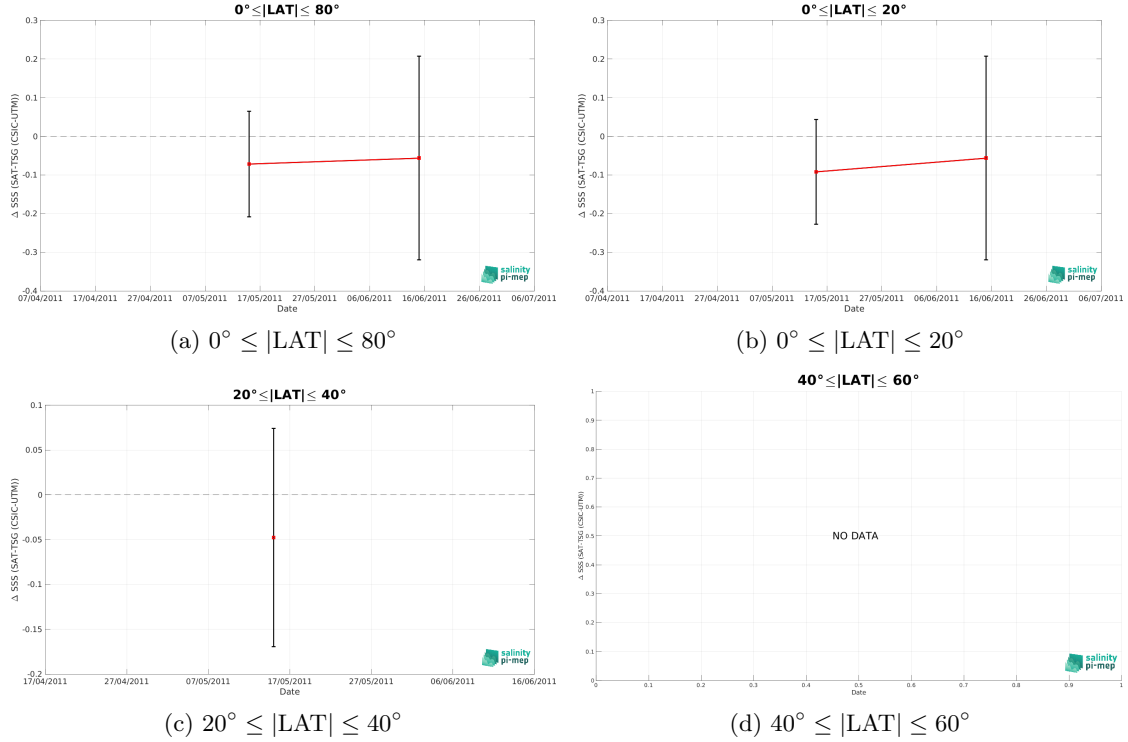 0°≤|LAT|≤ 80°
0.3
0.2
0.1
0
-0.1
-0.2
-0.3
-0.4
Δ SSS (SAT-TSG (CSIC-UTM))
07/04/2011 17/04/2011 27/04/2011 07/05/2011 17/05/2011 27/05/2011 06/06/2011 16/06/2011 26/06/2011 06/07/2011
Date
salinity
pi-mep
(a) 0° ≤ |LAT| ≤ 80°
0°≤|LAT|≤ 20°
0.3
0.2
0.1
0
-0.1
-0.2
-0.3
-0.4
Δ SSS (SAT-TSG (CSIC-UTM))
07/04/2011 17/04/2011 27/04/2011 07/05/2011 17/05/2011 27/05/2011 06/06/2011 16/06/2011 26/06/2011 06/07/2011
Date
salinity
pi-mep
(b) 0° ≤ |LAT| ≤ 20°
20°≤|LAT|≤ 40°
0.1
0.05
0
-0.05
-0.1
-0.15
-0.2
Δ SSS (SAT-TSG (CSIC-UTM))
17/04/2011 27/04/2011 07/05/2011 17/05/2011 27/05/2011 06/06/2011 16/06/2011
Date
salinity
pi-mep
(c) 20° ≤ |LAT| ≤ 40°
40°≤|LAT|≤ 60°
1
0.9
0.8
0.7
0.6
0.5
0.4
0.3
0.2
0.1
0
Δ SSS (SAT-TSG (CSIC-UTM))
NO DATA
0 0.1 0.2 0.3 0.4 0.5 0.6 0.7 0.8 0.9 1
Date
salinity
pi-mep
(d) 40° ≤ |LAT| ≤ 60°